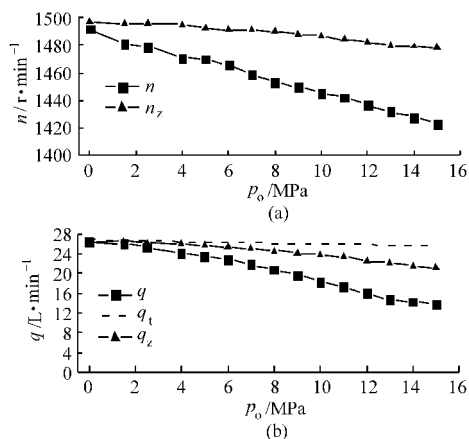 1500
1480
1460
1440
1420
1400
n/r•min⁻¹
n
n_z
0 2 4 6 8 10 12 14 16
p_o/MPa
(a)
28
24
20
16
12
8
4
0
q/L•min⁻¹
q
q_t
q_z
0 2 4 6 8 10 12 14 16
p_o/MPa
(b)